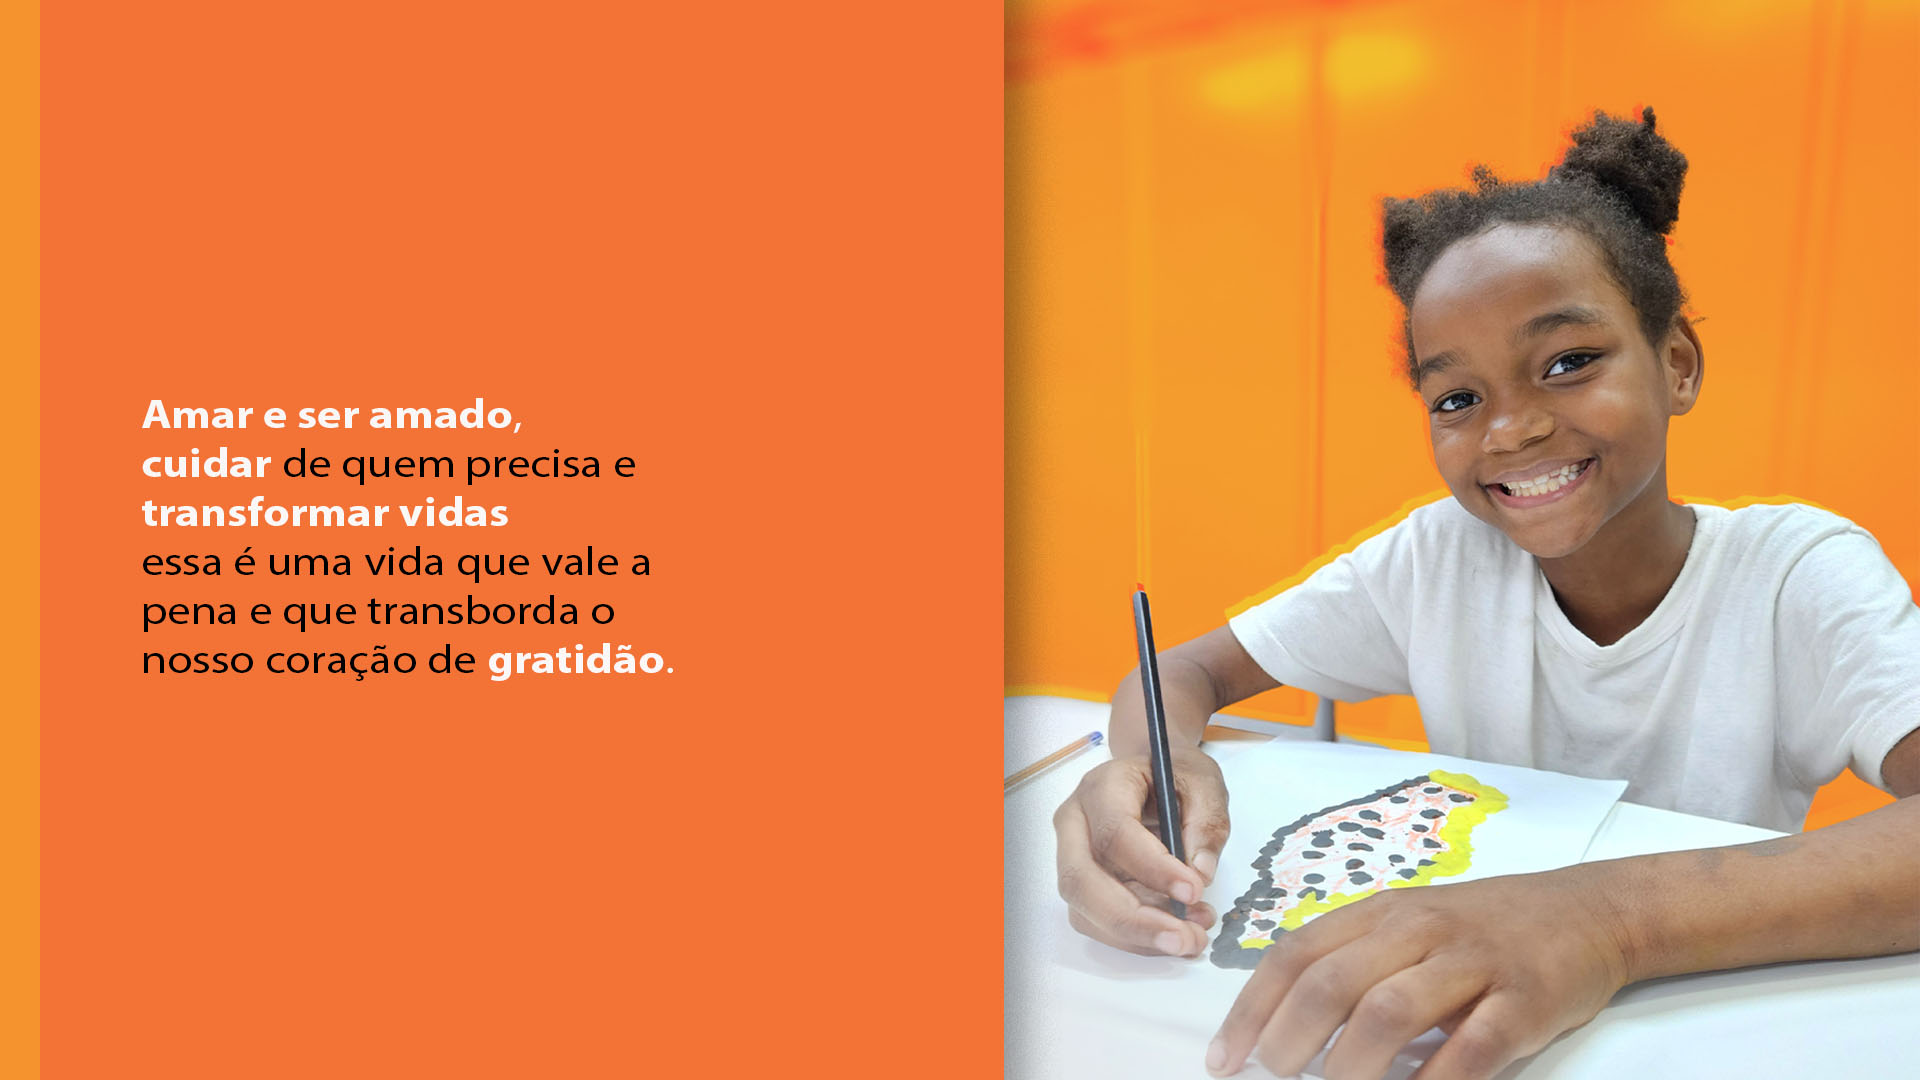 Amar e ser amado,
cuidar de quem precisa e
transformar vidas
essa é uma vida que vale a
pena e que transborda o
nosso coração de gratidão.